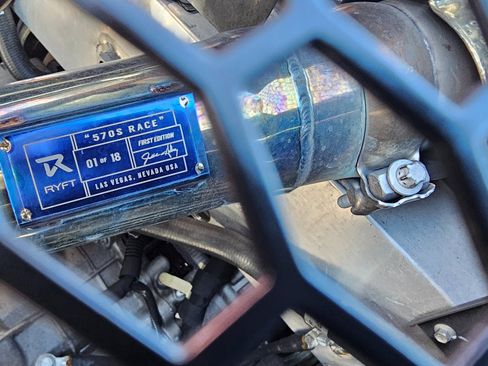 "570S RACE"
01 of 18
FIRST EDITION
RYFT
LAS VEGAS, NEVADA USA